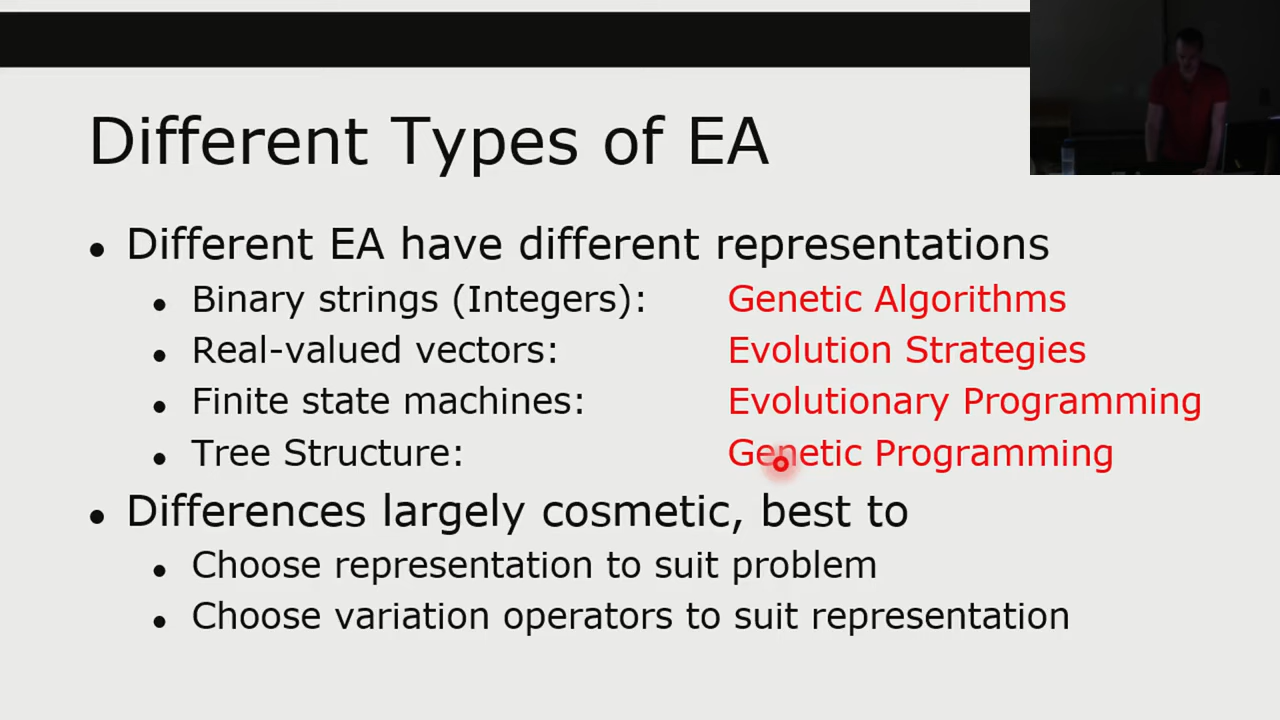 Different Types of EA
• Different EA have different representations
• Binary strings (Integers): Genetic Algorithms
• Real-valued vectors: Evolution Strategies
• Finite state machines: Evolutionary Programming
• Tree Structure: Genetic Programming
• Differences largely cosmetic, best to
• Choose representation to suit problem
• Choose variation operators to suit representation